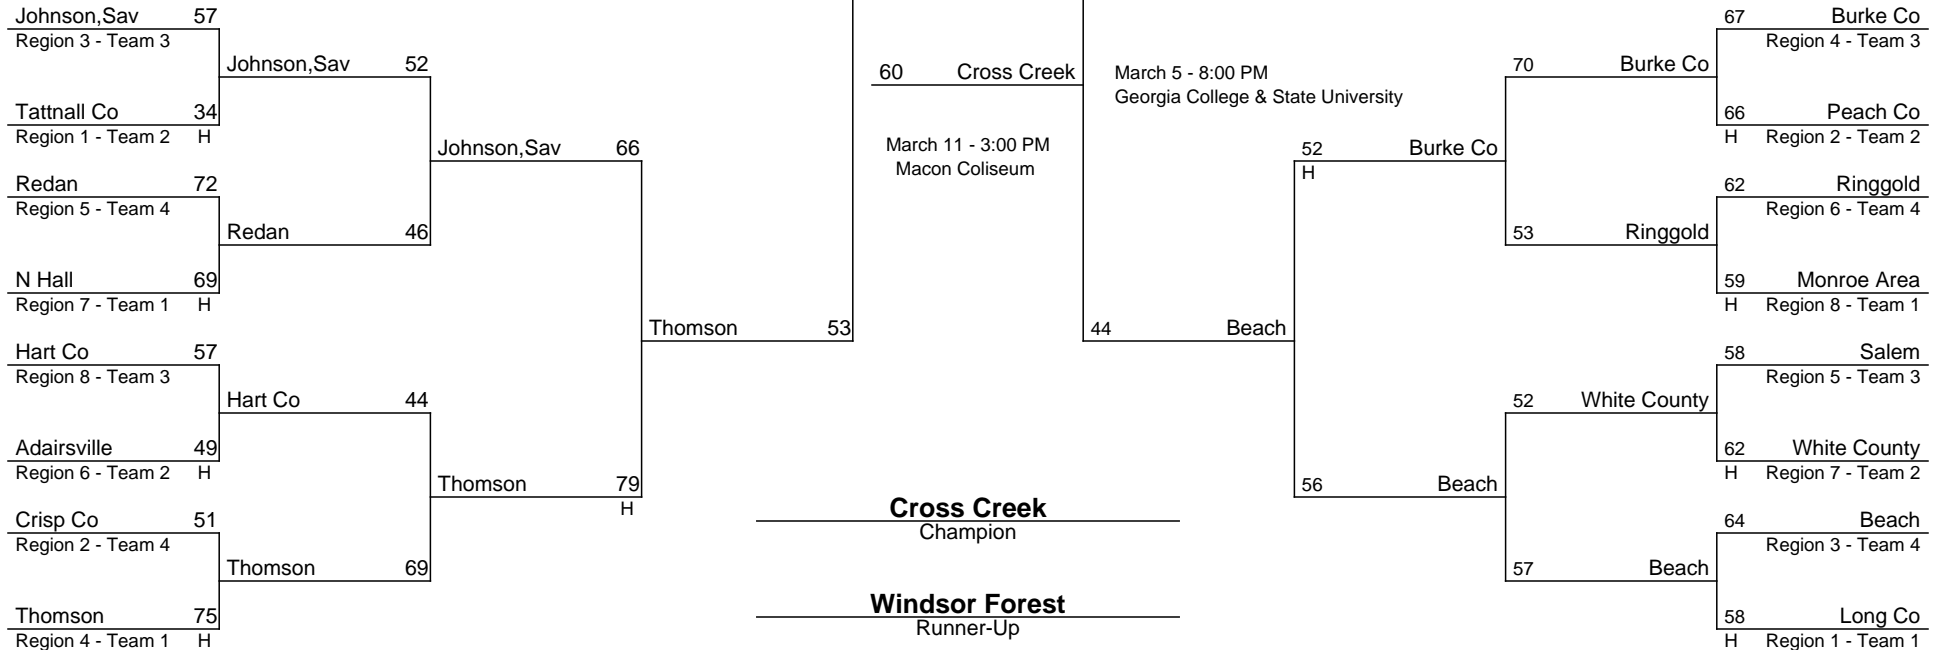 Johnson,Sav 57
Region 3 - Team 3
Johnson,Sav 52
Tattnall Co 34
Region 1 - Team 2 H
Johnson,Sav 66
Redan 72
Region 5 - Team 4
Redan 46
N Hall 69
Region 7 - Team 1 H
Thomson 53
Hart Co 57
Region 8 - Team 3
Hart Co 44
Adairsville 49
Region 6 - Team 2 H
Thomson 79
H
Crisp Co 51
Region 2 - Team 4
Thomson 69
Thomson 75
Region 4 - Team 1 H
60 Cross Creek
March 11 - 3:00 PM
Macon Coliseum
Cross Creek
Champion
Windsor Forest
Runner-Up
March 5 - 8:00 PM
Georgia College & State University
67 Burke Co
Region 4 - Team 3
70 Burke Co
66 Peach Co
H Region 2 - Team 2
52 Burke Co
H
62 Ringgold
Region 6 - Team 4
53 Ringgold
59 Monroe Area
H Region 8 - Team 1
44 Beach
58 Salem
Region 5 - Team 3
52 White County
62 White County
H Region 7 - Team 2
56 Beach
64 Beach
Region 3 - Team 4
57 Beach
58 Long Co
H Region 1 - Team 1